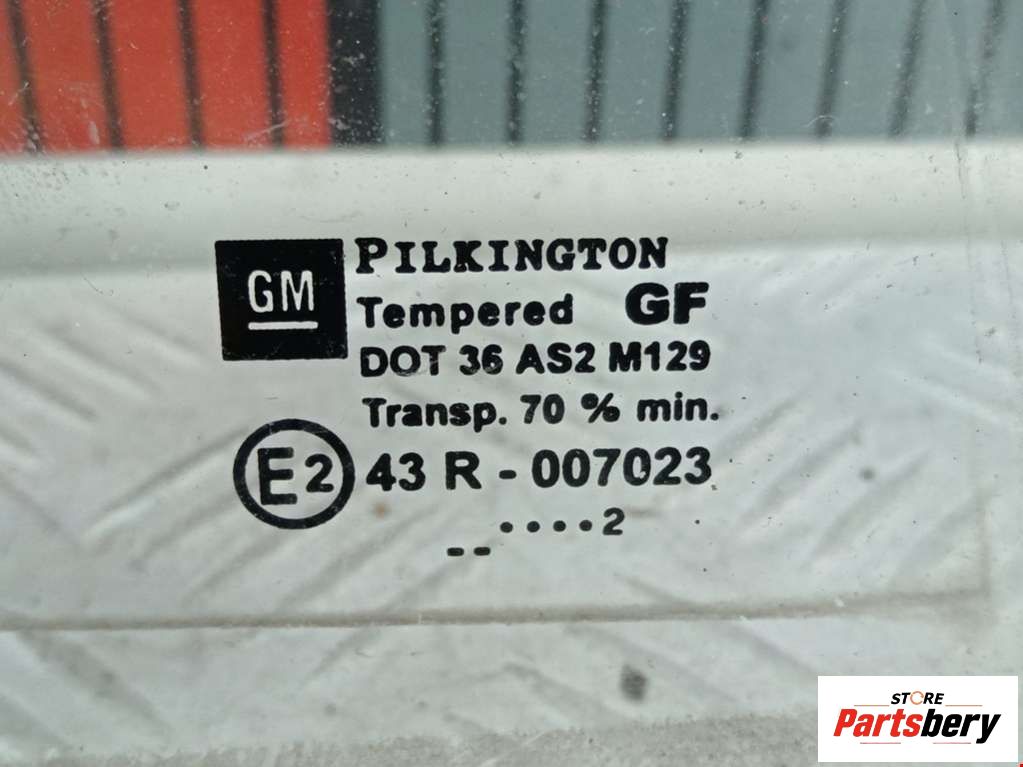 GM
PILKINGTON
Tempered GF
DOT 36 AS2 M129
Transp. 70 % min.
E2 43 R - 007023
....2
--
STORE
Partsbery